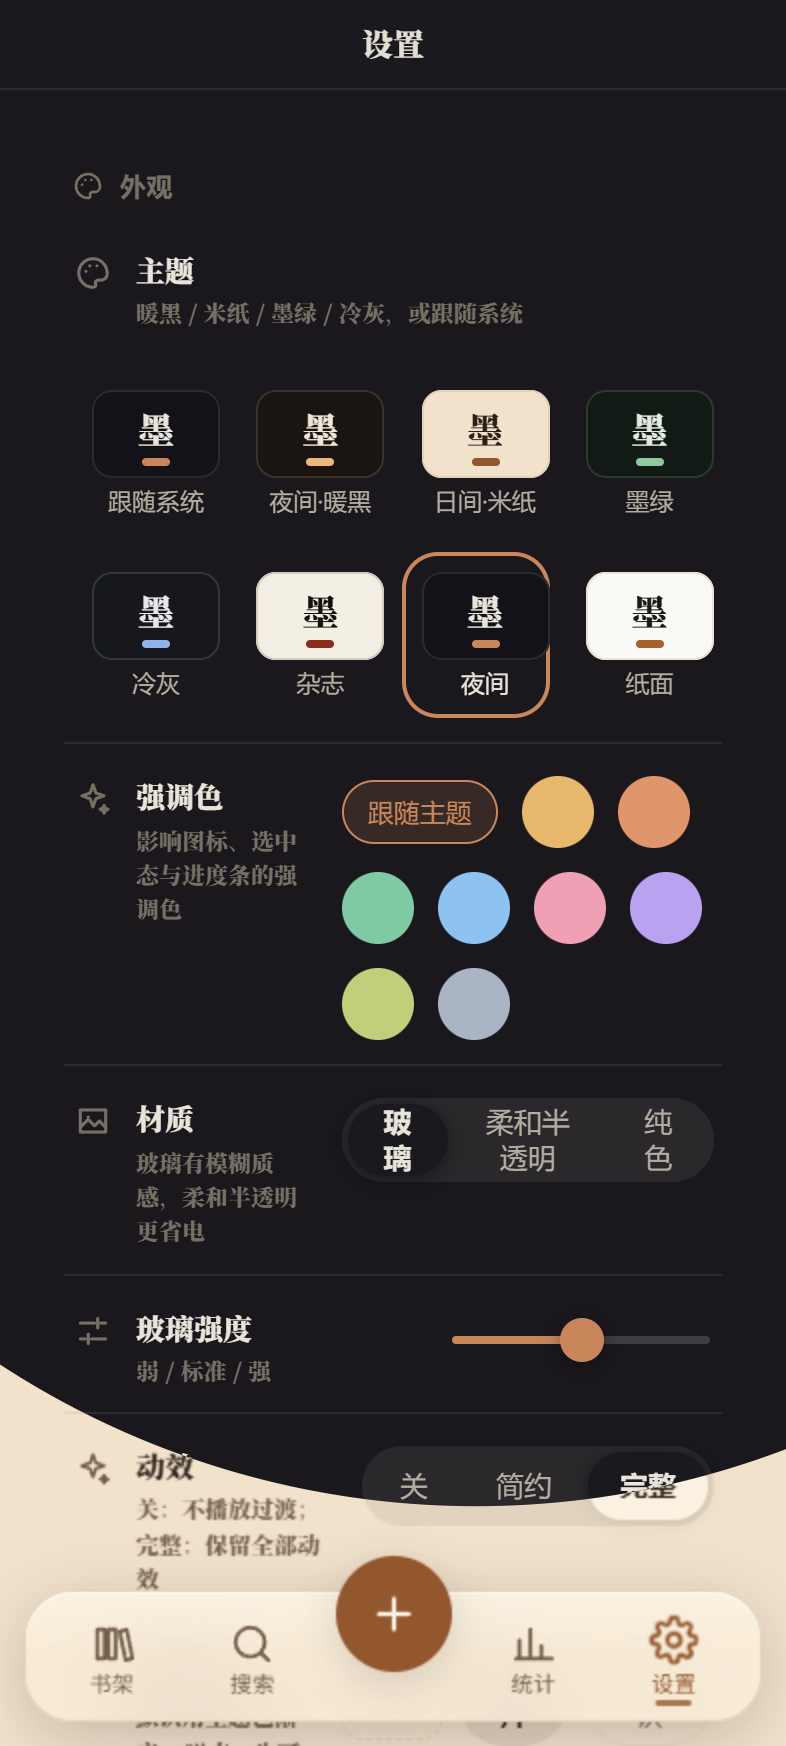 设置
外观
主题
暖黑 / 米纸 / 墨绿 / 冷灰，或跟随系统
墨
墨
墨
墨
跟随系统
夜间·暖黑
日间·米纸
墨绿
墨
墨
墨
墨
冷灰
杂志
夜间
纸面
强调色
影响图标、选中
态与进度条的强
调色
跟随主题
材质
玻璃有模糊质
感，柔和半透明
更省电
玻
璃
柔和半
透明
纯
色
玻璃强度
弱 / 标准 / 强
动效
关：不播放过渡；
完整：保留全部动
效
关
简约
完整
书架
搜索
统计
设置